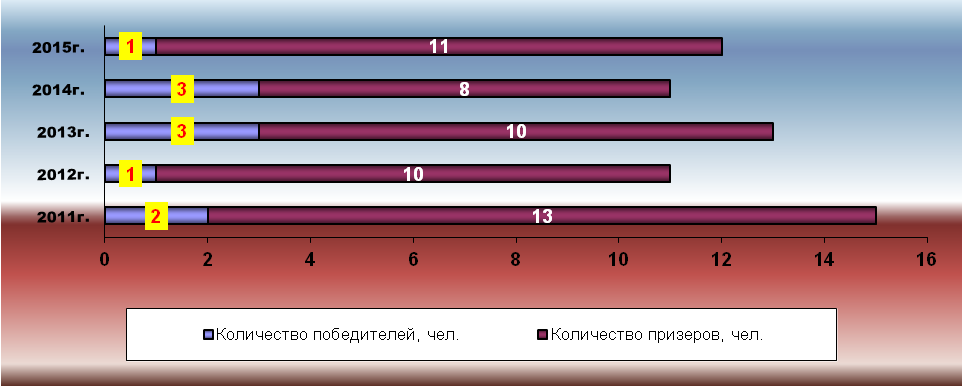 2015г. 1 11
2014г. 3 8
2013г. 3 10
2012г. 1 10
2011г. 2 13
0 2 4 6 8 10 12 14 16
Количество победителей, чел. Количество призеров, чел.